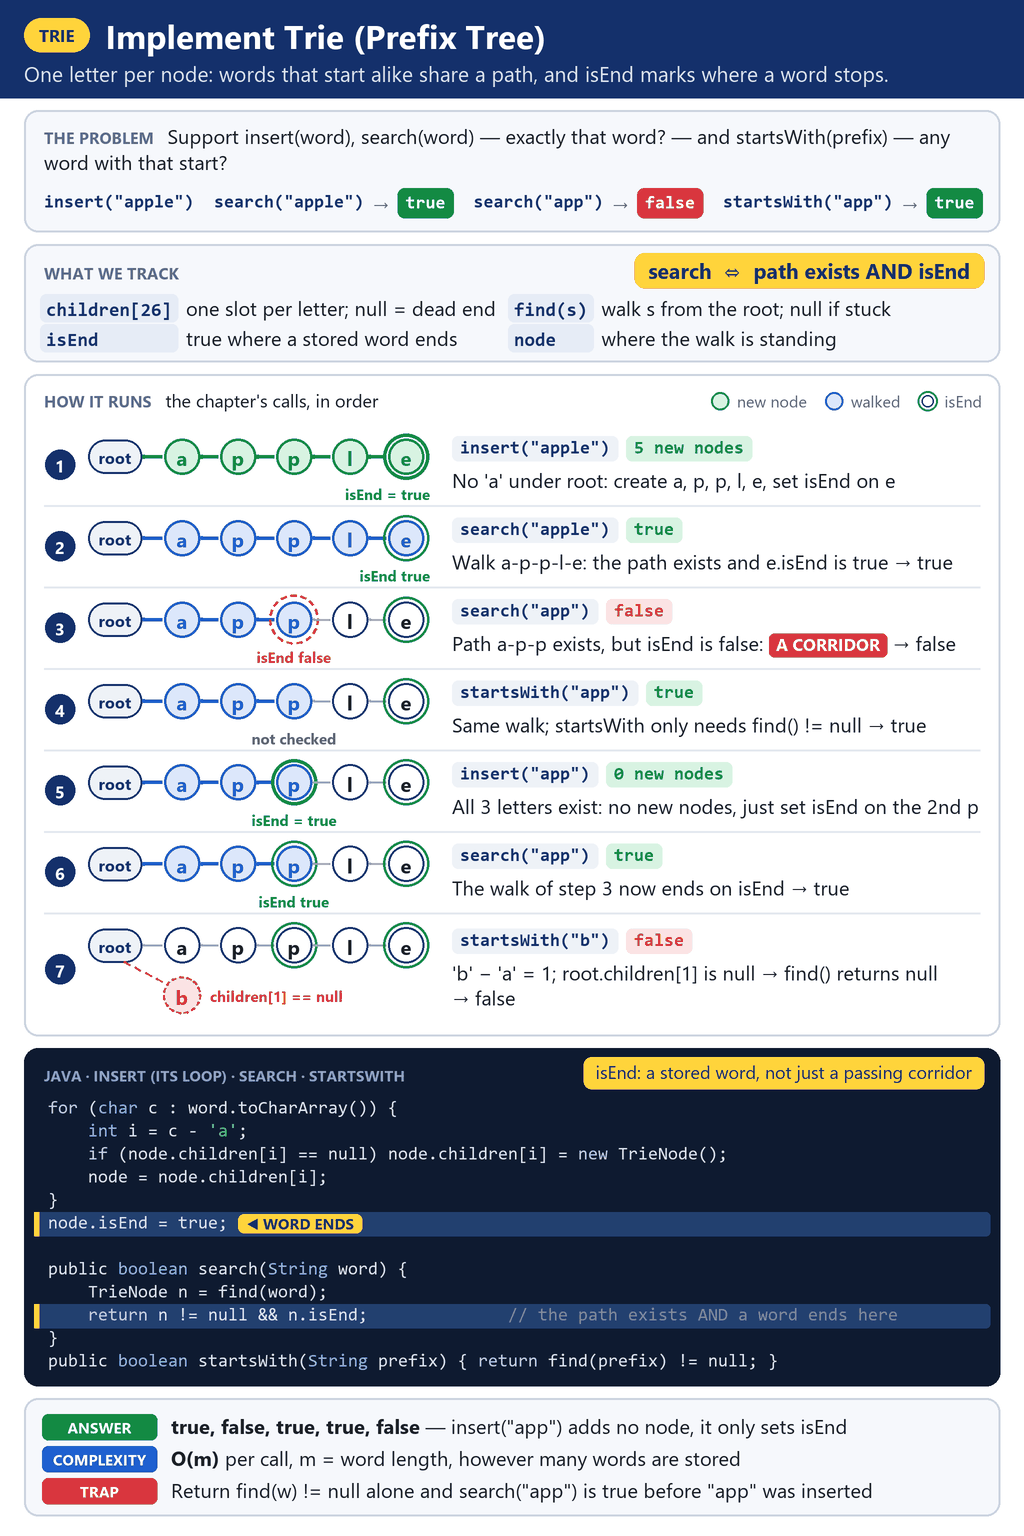 TRIE Implement Trie (Prefix Tree)
One letter per node: words that start alike share a path, and isEnd marks where a word stops.
THE PROBLEM Support insert(word), search(word) — exactly that word? — and startsWith(prefix) — any
word with that start?
insert("apple") search("apple") → true search("app") → false startsWith("app") → true
WHAT WE TRACK
search ⇔ path exists AND isEnd
children[26] one slot per letter; null = dead end find(s) walk s from the root; null if stuck
isEnd true where a stored word ends node where the walk is standing
HOW IT RUNS the chapter's calls, in order
new node walked isEnd
1 root a p p l e
isEnd = true
insert("apple") 5 new nodes
No 'a' under root: create a, p, p, l, e, set isEnd on e
2 root a p p l e
isEnd true
search("apple") true
Walk a-p-p-l-e: the path exists and e.isEnd is true → true
3 root a p p l e
isEnd false
search("app") false
Path a-p-p exists, but isEnd is false: A CORRIDOR → false
4 root a p p l e
not checked
startsWith("app") true
Same walk; startsWith only needs find() != null → true
5 root a p p l e
isEnd = true
insert("app") 0 new nodes
All 3 letters exist: no new nodes, just set isEnd on the 2nd p
6 root a p p l e
isEnd true
search("app") true
The walk of step 3 now ends on isEnd → true
7 root a p p l e
b children[1] == null
startsWith("b") false
'b' − 'a' = 1; root.children[1] is null → find() returns null
→ false
JAVA · INSERT (ITS LOOP) · SEARCH · STARTSWITH
isEnd: a stored word, not just a passing corridor
for (char c : word.toCharArray()) {
    int i = c - 'a';
    if (node.children[i] == null) node.children[i] = new TrieNode();
    node = node.children[i];
}
node.isEnd = true; ◀ WORD ENDS
public boolean search(String word) {
    TrieNode n = find(word);
    return n != null && n.isEnd; // the path exists AND a word ends here
}
public boolean startsWith(String prefix) { return find(prefix) != null; }
ANSWER true, false, true, true, false — insert("app") adds no node, it only sets isEnd
COMPLEXITY O(m) per call, m = word length, however many words are stored
TRAP Return find(w) != null alone and search("app") is true before "app" was inserted